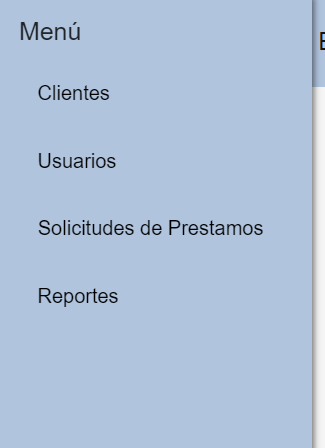 Menú
Clientes
Usuarios
Solicitudes de Prestamos
Reportes